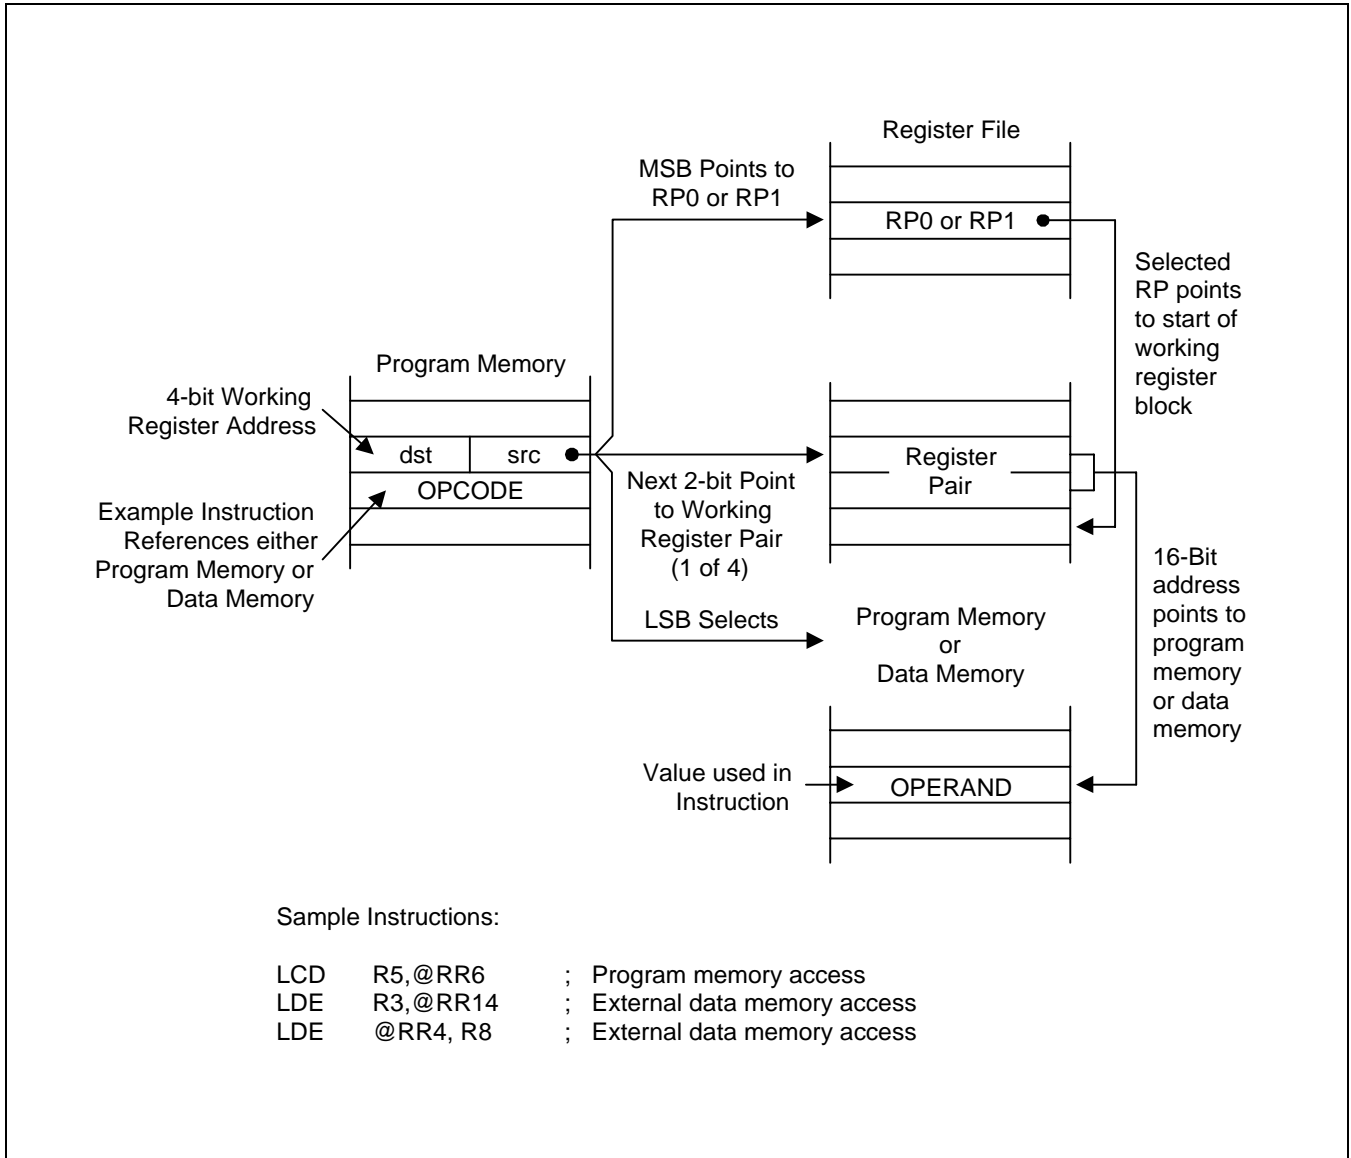 Register File
MSB Points to
RP0 or RP1
RP0 or RP1
Selected
RP points
to start of
working
register
block
Program Memory
4-bit Working
Register Address
dst src
OPCODE
Example Instruction
References either
Program Memory or
Data Memory
Next 2-bit Point
to Working
Register Pair
(1 of 4)
Register
Pair
LSB Selects
Program Memory
or
Data Memory
16-Bit
address
points to
program
memory
or data
memory
Value used in
Instruction
OPERAND
Sample Instructions:
LCD R5,@RR6 ; Program memory access
LDE R3,@RR14 ; External data memory access
LDE @RR4, R8 ; External data memory access